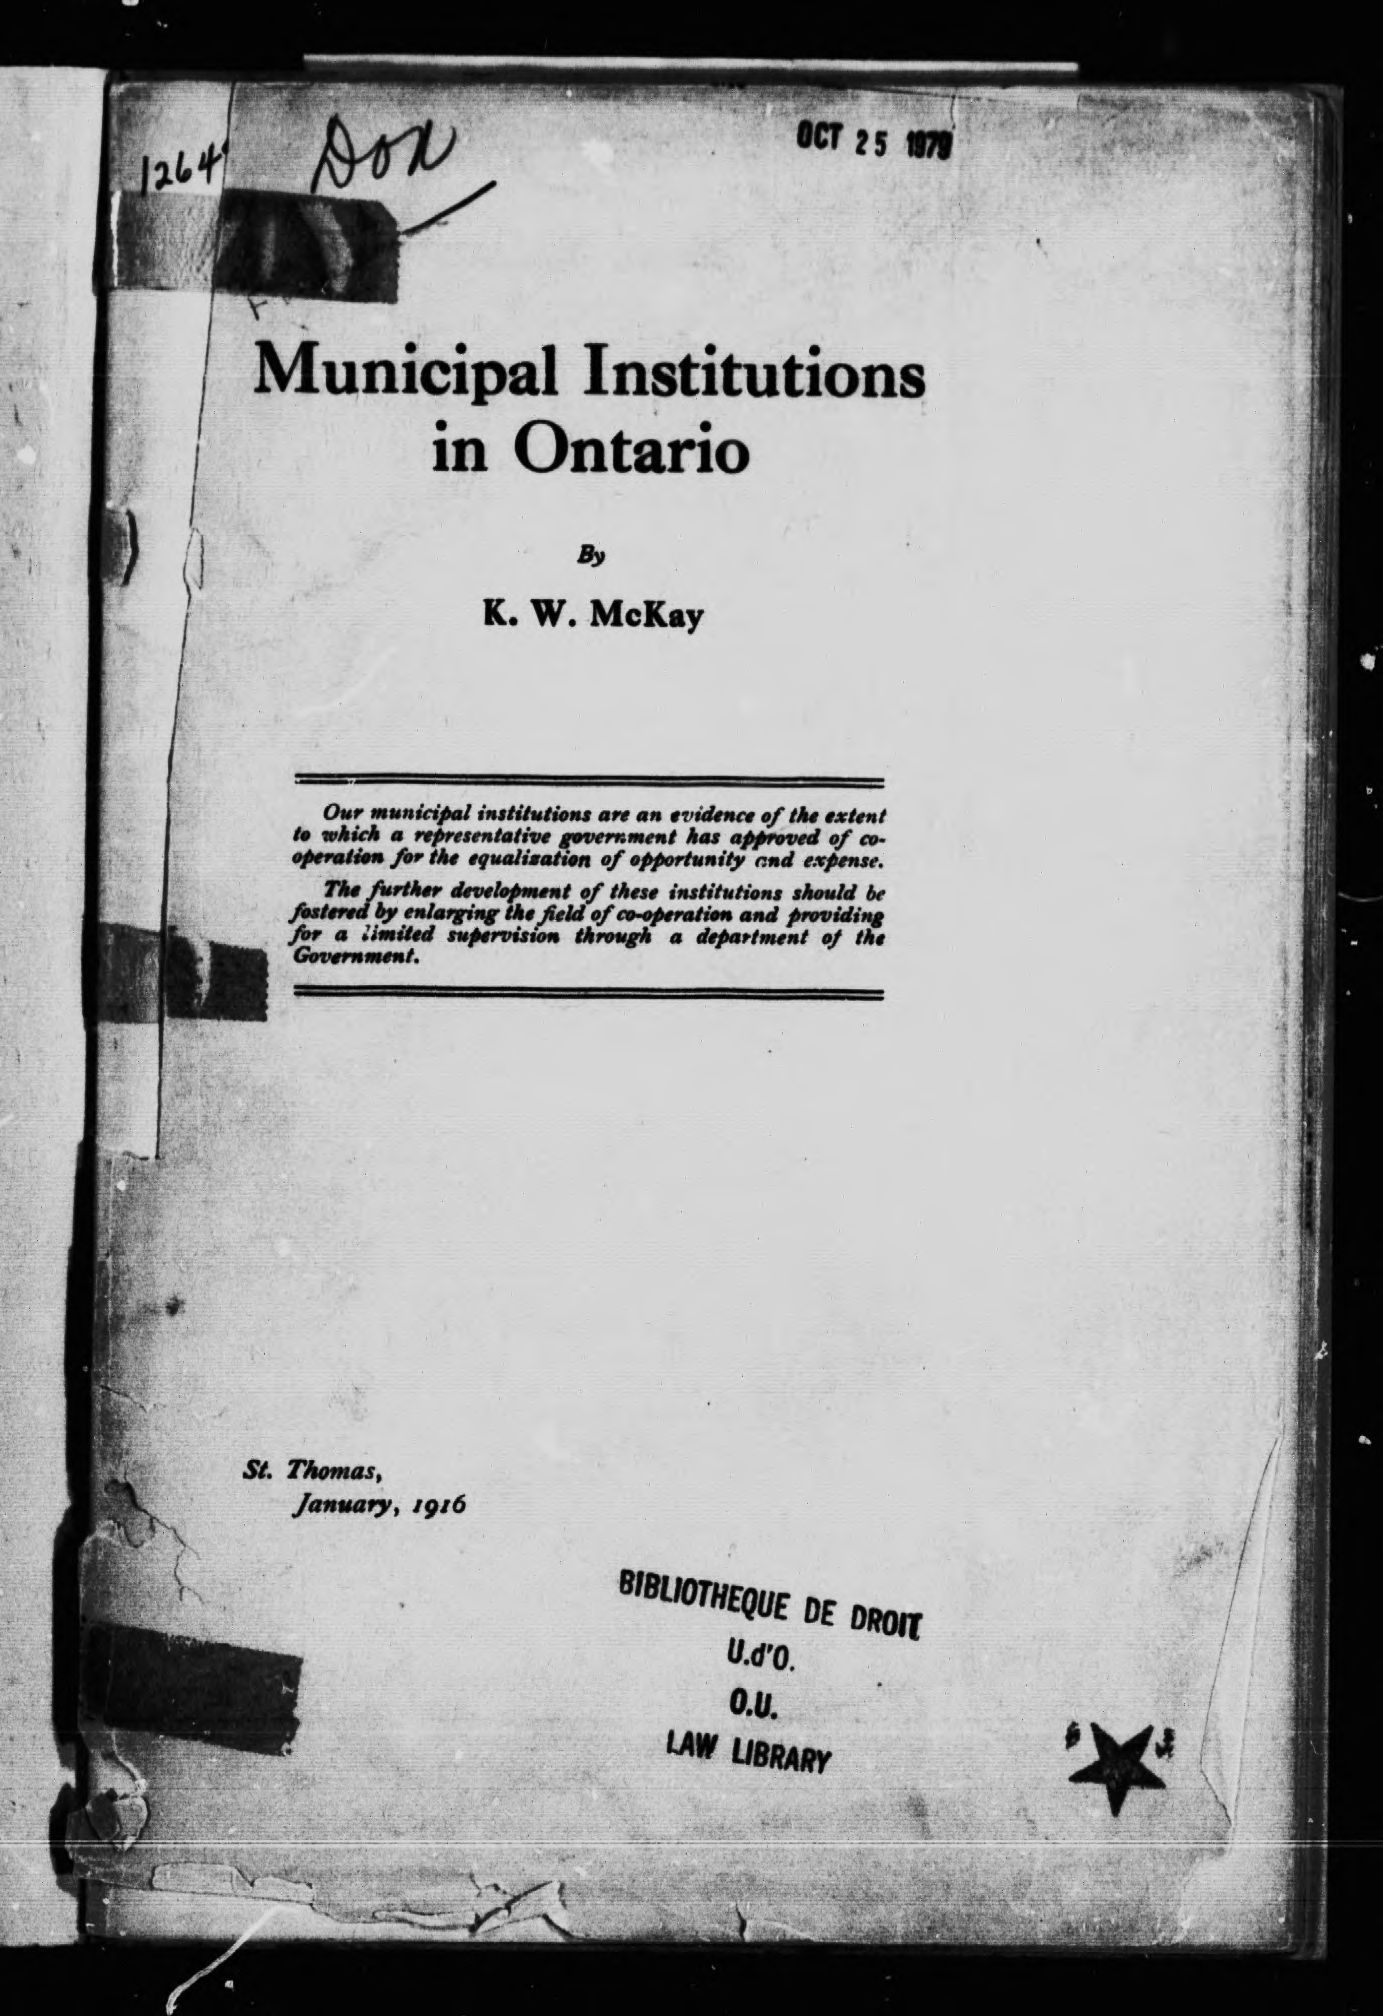 1264
Don
OCT 25 1979
Municipal Institutions
in Ontario
By
K. W. McKay
Our municipal institutions are an evidence of the extent
to which a representative government has approved of co-
operation for the equalization of opportunity and expense.
The further development of these institutions should be
fostered by enlarging the field of co-operation and providing
for a limited supervision through a department of the
Government.
St. Thomas,
January, 1916
BIBLIOTHEQUE DE DROIT
U.d'O.
O.U.
LAW LIBRARY